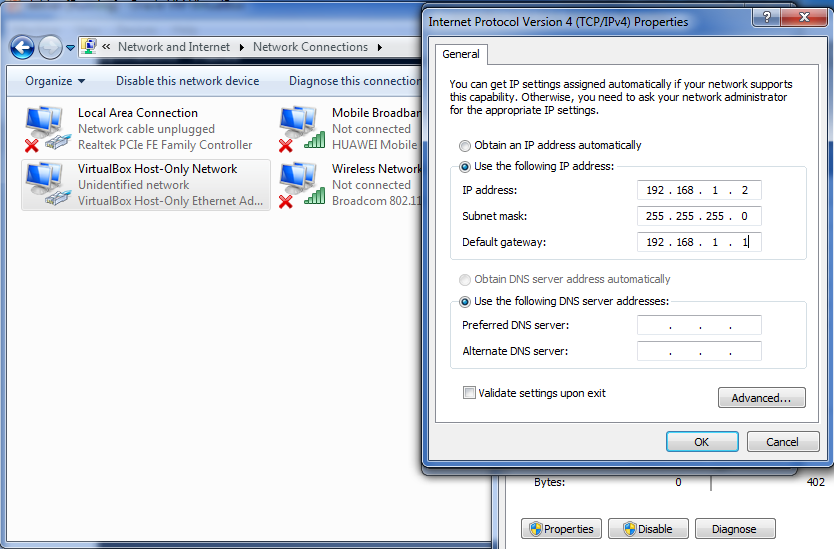 Internet Protocol Version 4 (TCP/IPv4) Properties
« Network and Internet Network Connections
General
Organize Disable this network device Diagnose this connection
You can get IP settings assigned automatically if your network supports
this capability. Otherwise, you need to ask your network administrator
for the appropriate IP settings.
Local Area Connection
Network cable unplugged
Realtek PCIe FE Family Controller
Mobile Broadban
Not connected
HUAWEI Mobile
VirtualBox Host-Only Network
Unidentified network
VirtualBox Host-Only Ethernet Ad...
Wireless Network
Not connected
Broadcom 802.11
Obtain an IP address automatically
Use the following IP address:
IP address: 192 . 168 . 1 . 2
Subnet mask: 255 . 255 . 255 . 0
Default gateway: 192 . 168 . 1 . 1
Obtain DNS server address automatically
Use the following DNS server addresses:
Preferred DNS server: . . .
Alternate DNS server: . . .
Validate settings upon exit
Advanced...
OK Cancel
Bytes: 0 402
Properties Disable Diagnose